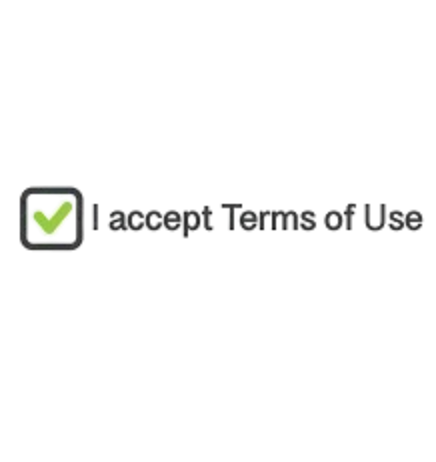 I accept Terms of Use